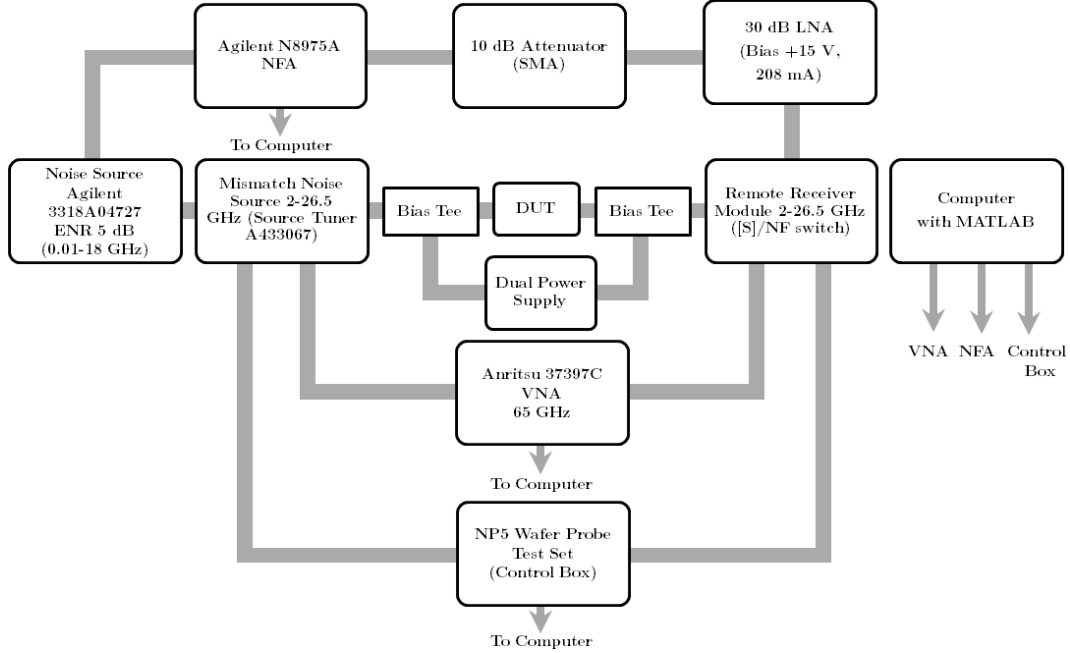 Agilent N8975A
NFA
10 dB Attenuator
(SMA)
30 dB LNA
(Bias +15 V,
208 mA)
To Computer
Noise Source
Agilent
3318A04727
ENR 5 dB
(0.01-18 GHz)
Mismatch Noise
Source 2-26.5
GHz (Source Tuner
A433067)
Bias Tee
DUT
Bias Tee
Remote Receiver
Module 2-26.5 GHz
([S]/NF switch)
Computer
with MATLAB
Dual Power
Supply
VNA
NFA
Control
Box
Anritsu 37397C
VNA
65 GHz
To Computer
NP5 Wafer Probe
Test Set
(Control Box)
To Computer